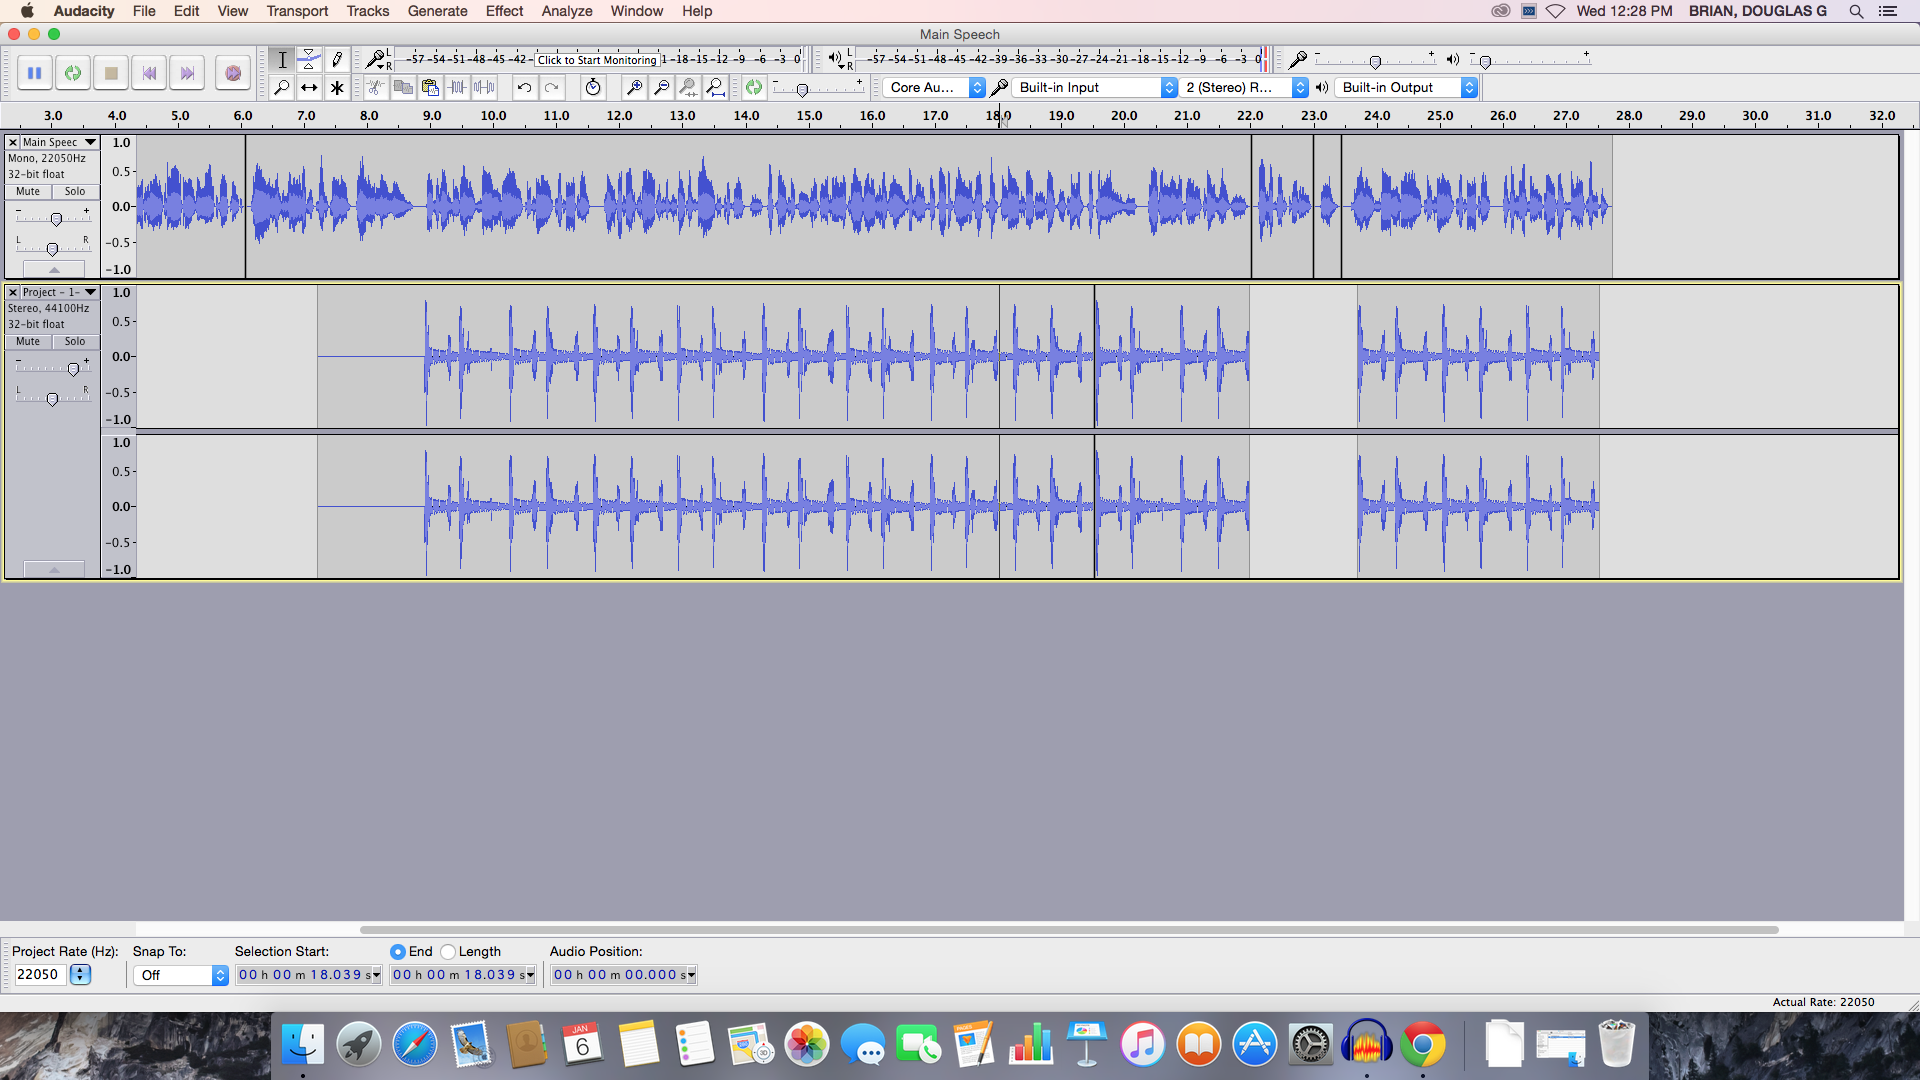 Audacity File Edit View Transport Tracks Generate Effect Analyze Window Help Wed 12:28 PM BRIAN, DOUGLAS G
Main Speech
L R -57 -54 -51 -48 -45 -42 - Click to Start Monitoring 1 -18 -15 -12 -9 -6 -3 0 L R -57 -54 -51 -48 -45 -42 -39 -36 -33 -30 -27 -24 -21 -18 -15 -12 -9 -6 -3 0 - + - +
- + Core Au... Built-in Input 2 (Stereo) R... Built-in Output
3.0 4.0 5.0 6.0 7.0 8.0 9.0 10.0 11.0 12.0 13.0 14.0 15.0 16.0 17.0 18.0 19.0 20.0 21.0 22.0 23.0 24.0 25.0 26.0 27.0 28.0 29.0 30.0 31.0 32.0
Main Speec 1.0
Mono, 22050Hz
32-bit float 0.5
Mute Solo
- + 0.0
L R -0.5
-1.0
Project - 1- 1.0
Stereo, 44100Hz
32-bit float 0.5
Mute Solo
- + 0.0
L R -0.5
-1.0
1.0
0.5
0.0
-0.5
-1.0
Project Rate (Hz): Snap To: Selection Start: End Length Audio Position:
22050 Off 00 h 00 m 18.039 s 00 h 00 m 18.039 s 00 h 00 m 00.000 s
Actual Rate: 22050
JAN
6
PAGES